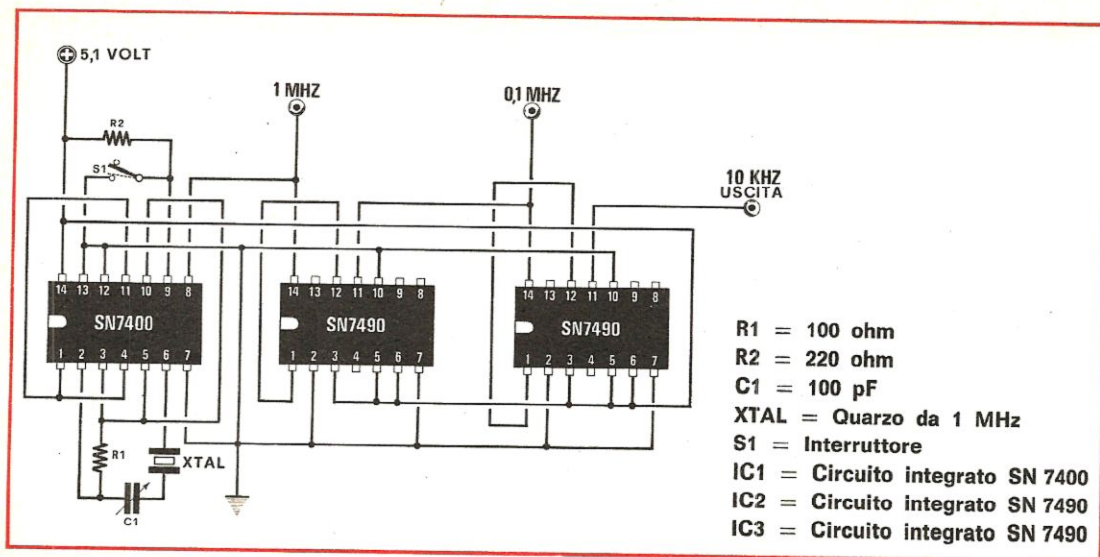 5,1 VOLT
1 MHZ
0,1 MHZ
R2
S1
10 KHZ
USCITA
14 13 12 11 10 9 8
SN7400
1 2 3 4 5 6 7
14 13 12 11 10 9 8
SN7490
1 2 3 4 5 6 7
14 13 12 11 10 9 8
SN7490
1 2 3 4 5 6 7
R1
XTAL
C1
R1 = 100 ohm
R2 = 220 ohm
C1 = 100 pF
XTAL = Quarzo da 1 MHz
S1 = Interruttore
IC1 = Circuito integrato SN 7400
IC2 = Circuito integrato SN 7490
IC3 = Circuito integrato SN 7490